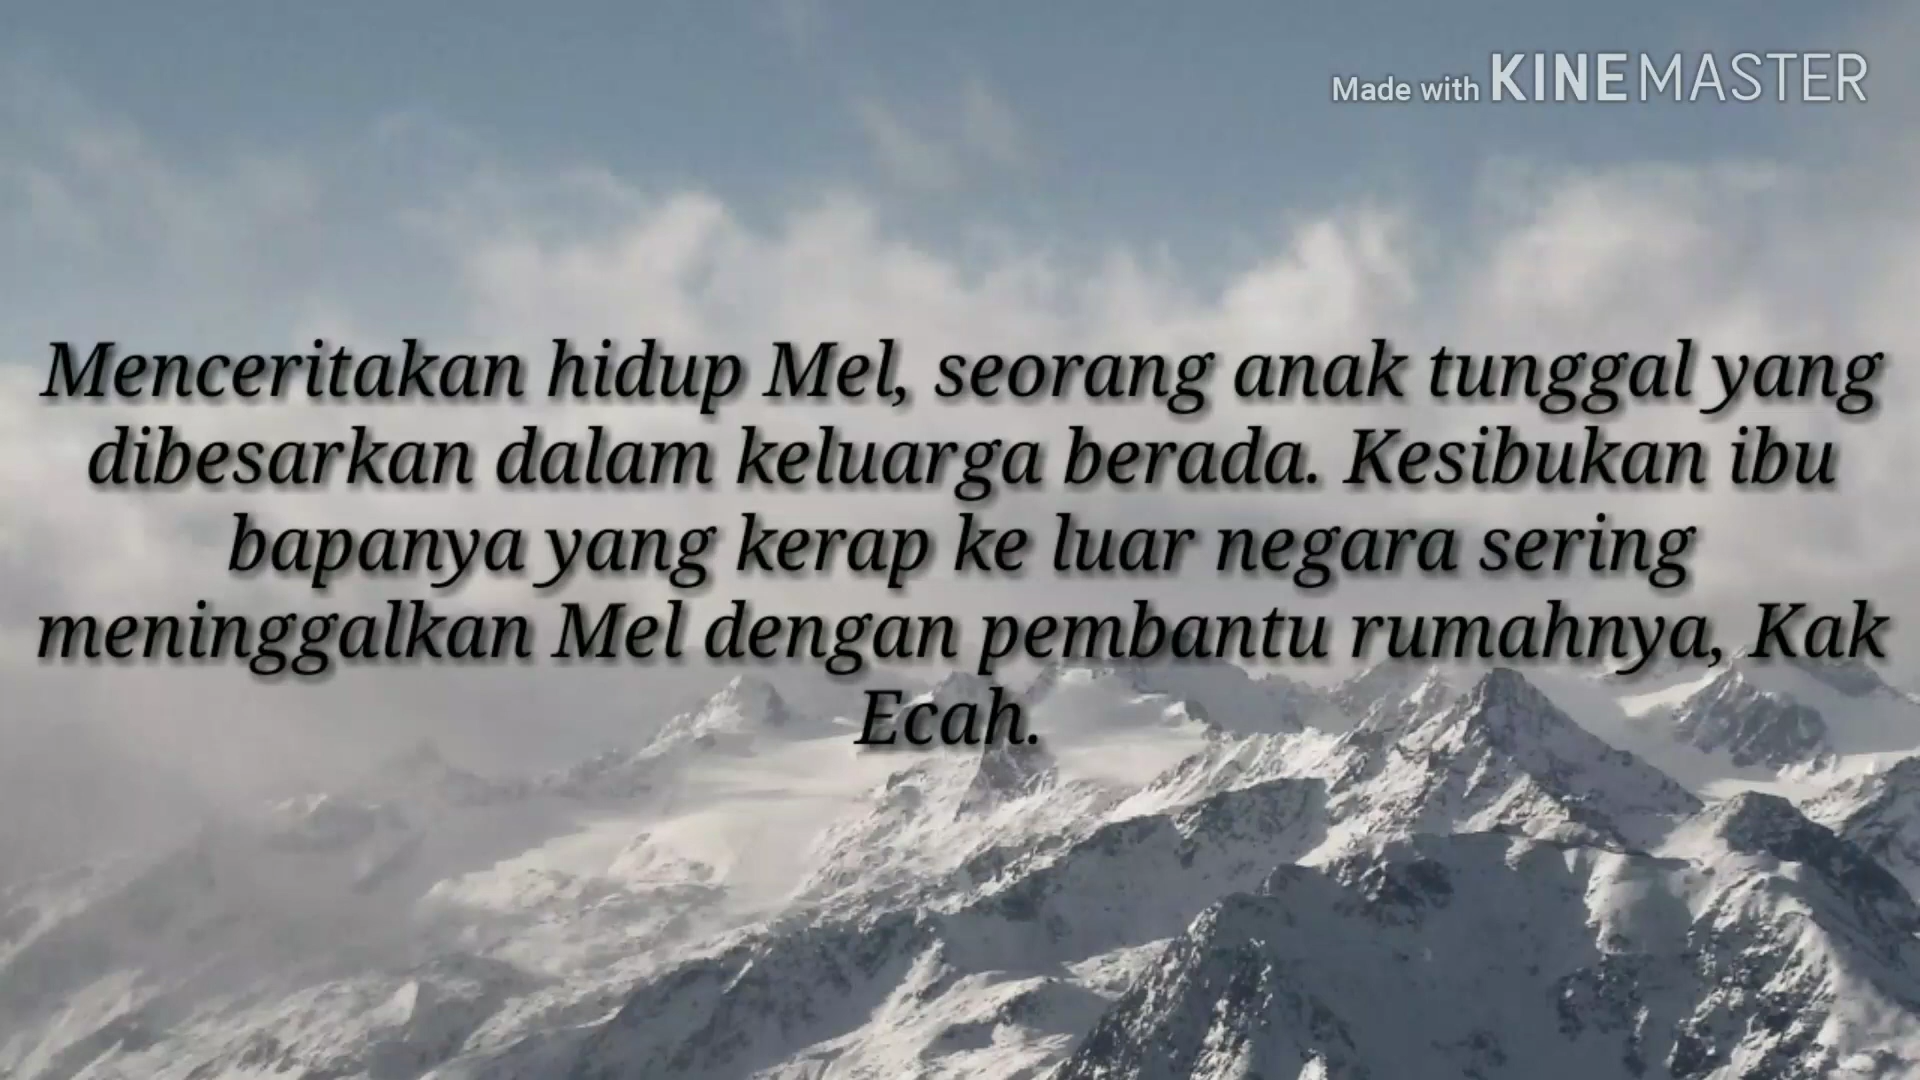 Made with KINEMASTER
Menceritakan hidup Mel, seorang anak tunggal yang
dibesarkan dalam keluarga berada. Kesibukan ibu
bapanya yang kerap ke luar negara sering
meninggalkan Mel dengan pembantu rumahnya, Kak
Ecah.